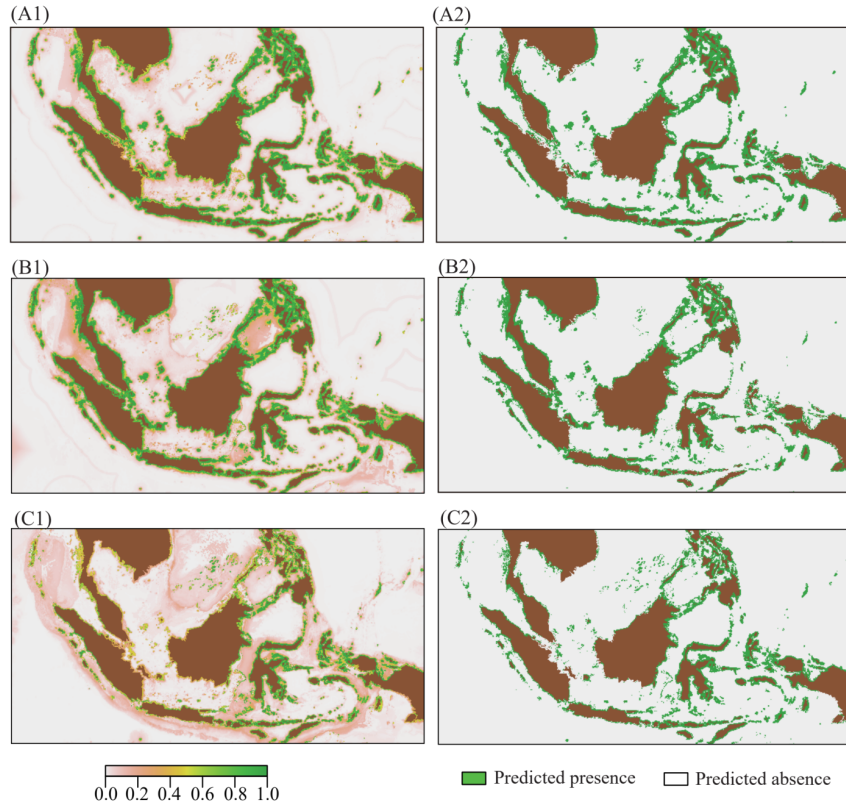 (A1) (A2)
(B1) (B2)
(C1) (C2)
0.0 0.2 0.4 0.6 0.8 1.0
Predicted presence Predicted absence